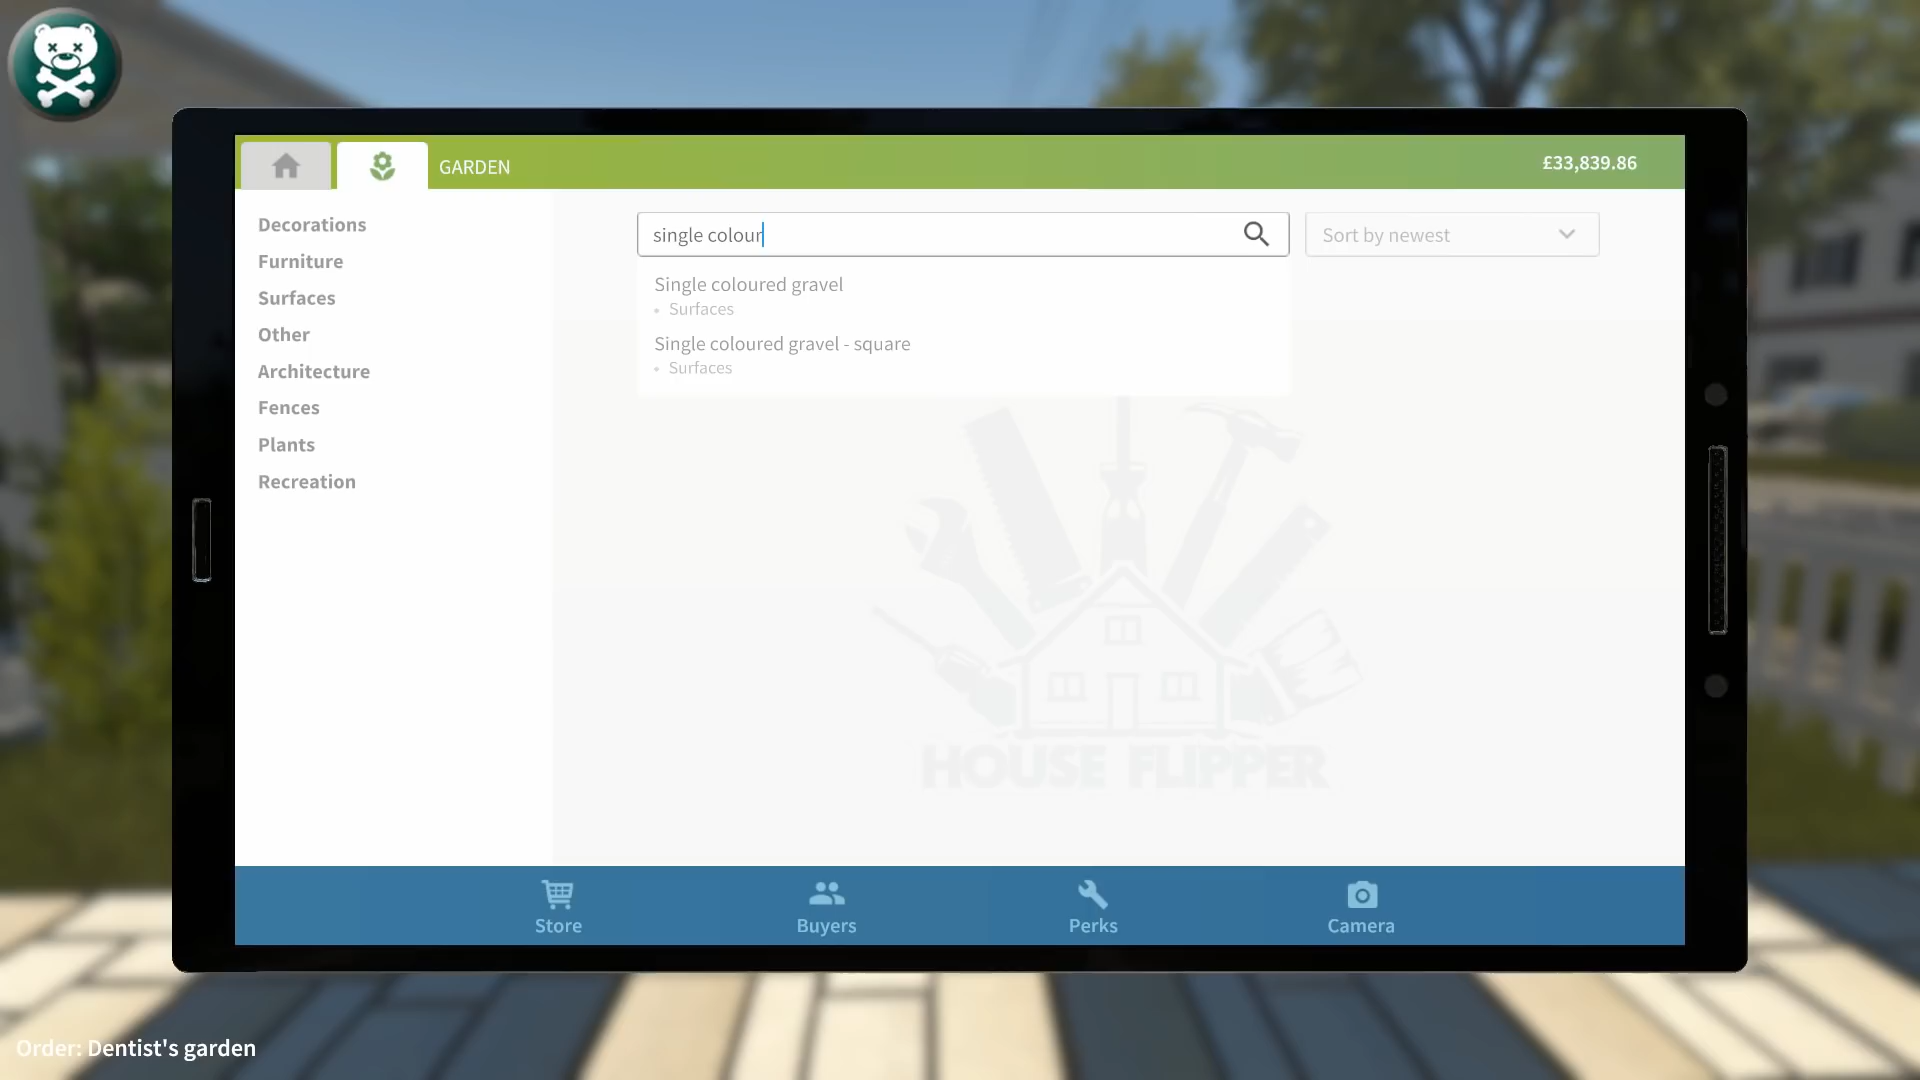 GARDEN
£33,839.86
Decorations
Furniture
Surfaces
Other
Architecture
Fences
Plants
Recreation
single colour
Sort by newest
Single coloured gravel
• Surfaces
Single coloured gravel - square
• Surfaces
HOUSE FLIPPER
Store
Buyers
Perks
Camera
Order: Dentist's garden